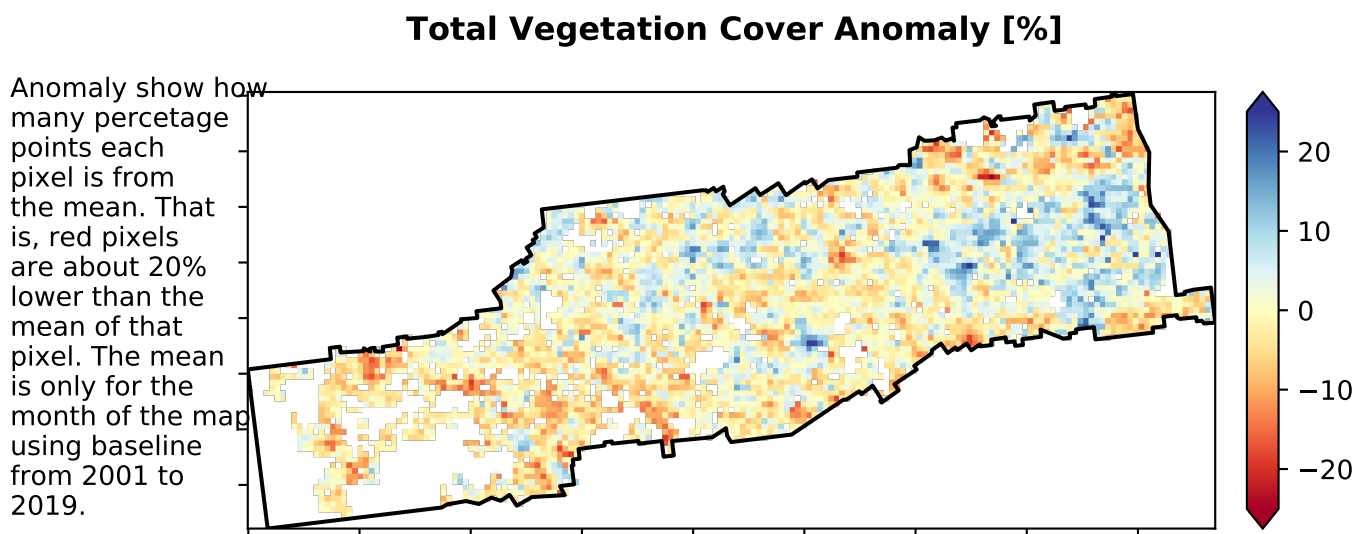 Total Vegetation Cover Anomaly [%]
Anomaly show how
many percetage
points each
pixel is from
the mean. That
is, red pixels
are about 20%
lower than the
mean of that
pixel. The mean
is only for the
month of the map
using baseline
from 2001 to
2019.
20
10
0
−10
−20